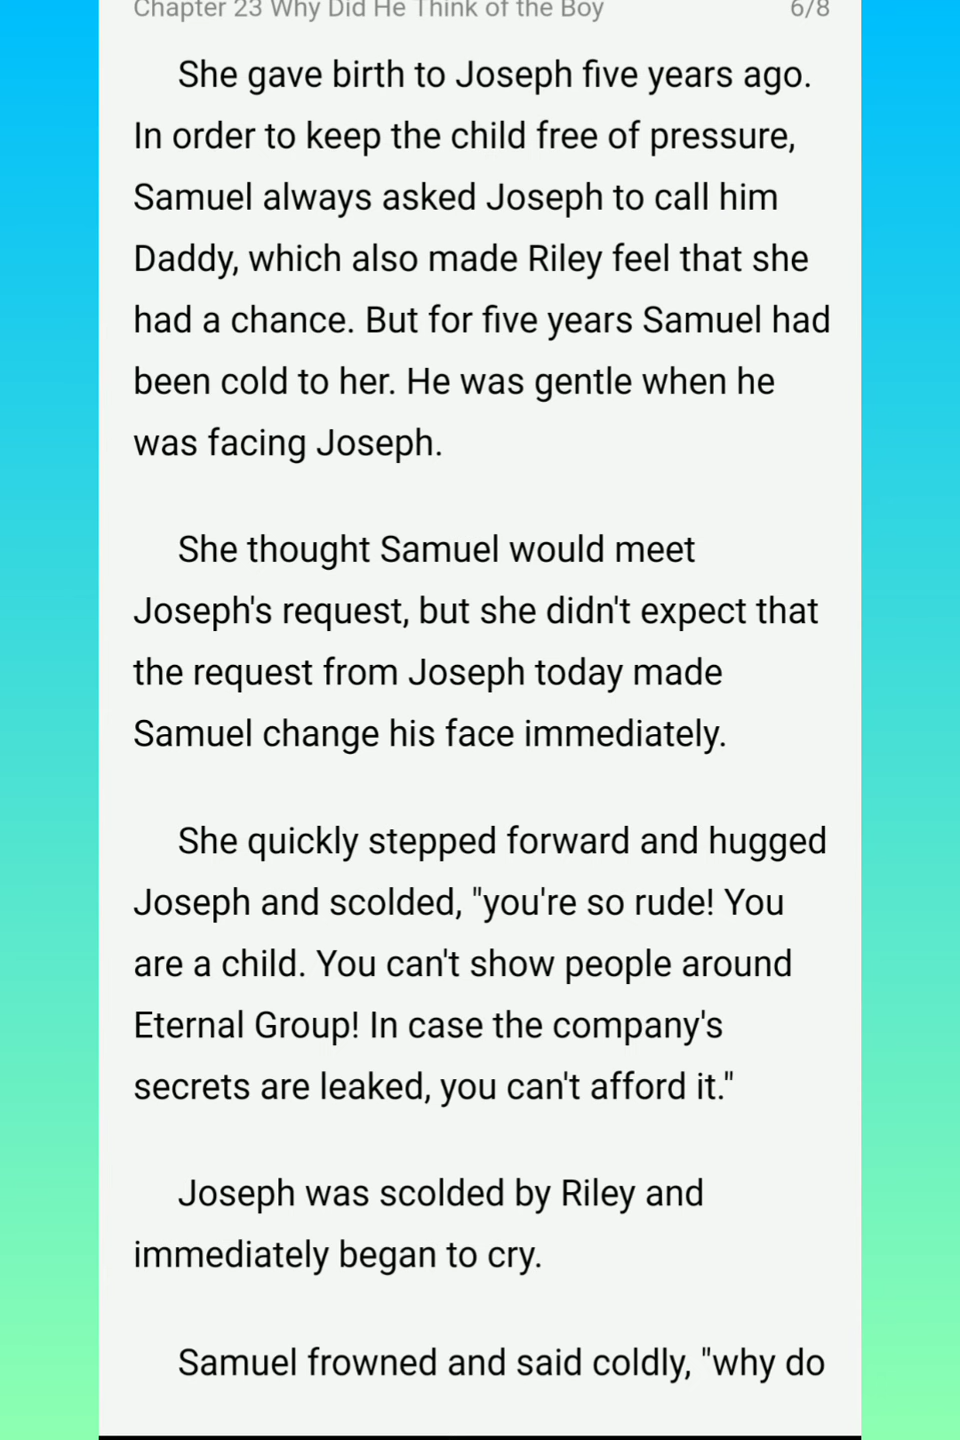 Chapter 23 Why Did He Think of the Boy 6/8
She gave birth to Joseph five years ago.
In order to keep the child free of pressure,
Samuel always asked Joseph to call him
Daddy, which also made Riley feel that she
had a chance. But for five years Samuel had
been cold to her. He was gentle when he
was facing Joseph.
She thought Samuel would meet
Joseph's request, but she didn't expect that
the request from Joseph today made
Samuel change his face immediately.
She quickly stepped forward and hugged
Joseph and scolded, "you're so rude! You
are a child. You can't show people around
Eternal Group! In case the company's
secrets are leaked, you can't afford it."
Joseph was scolded by Riley and
immediately began to cry.
Samuel frowned and said coldly, "why do